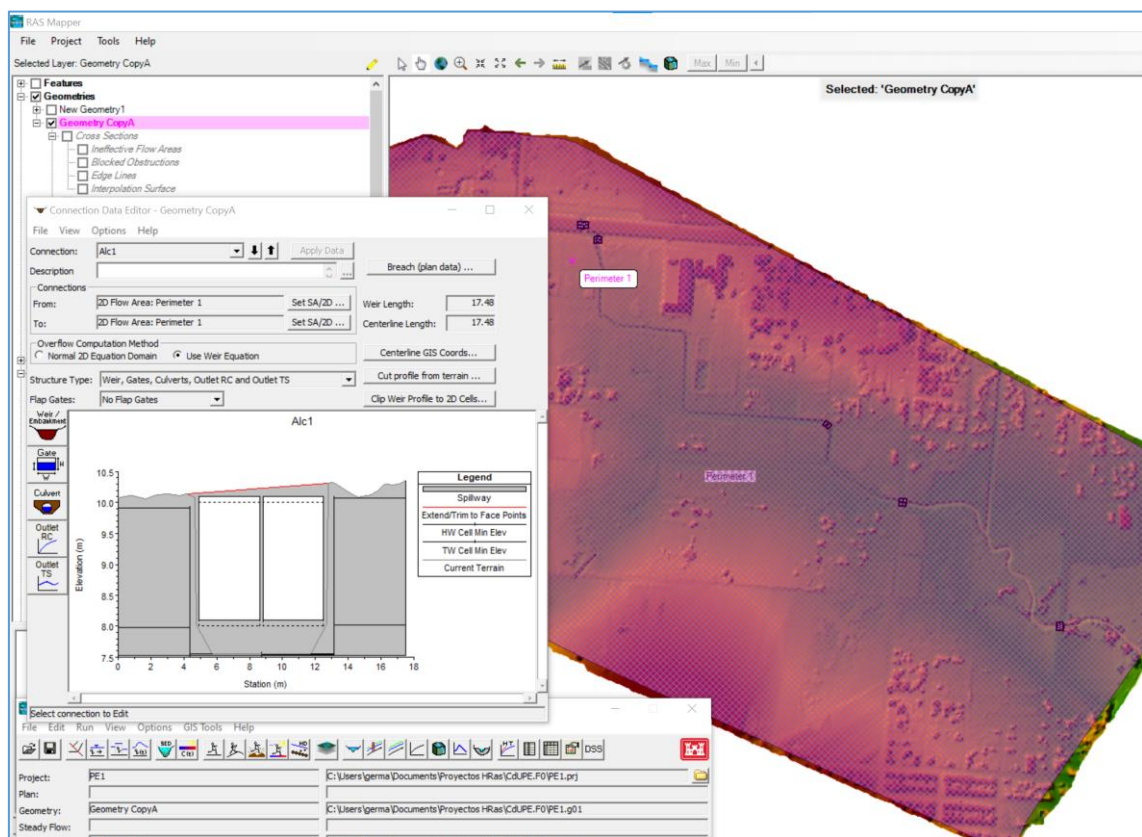 RAS Mapper
File Project Tools Help
Selected Layer: Geometry CopyA
Max Min
Features
Geometries
New Geometry1
Geometry CopyA
Cross Sections
Ineffective Flow Areas
Blocked Obstructions
Edge Lines
Interpolation Surface
Selected: 'Geometry CopyA'
Perimeter 1
Perimeter 1
Connection Data Editor - Geometry CopyA
File View Options Help
Connection: Alc1 Apply Data
Description ... Breach (plan data) ...
Connections
From: 2D Flow Area: Perimeter 1 Set SA/2D ... Weir Length: 17.48
To: 2D Flow Area: Perimeter 1 Set SA/2D ... Centerline Length: 17.48
Overflow Computation Method
Normal 2D Equation Domain Use Weir Equation Centerline GIS Coords...
Structure Type: Weir, Gates, Culverts, Outlet RC and Outlet TS Cut profile from terrain ...
Flap Gates: No Flap Gates Clip Weir Profile to 2D Cells...
Weir / Embankment
Gate
Culvert
Outlet RC
Outlet TS
Alc1
10.5
10.0
9.5
9.0
8.5
8.0
7.5
Elevation (m)
0 2 4 6 8 10 12 14 16 18
Station (m)
Legend
Spillway
Extend/Trim to Face Points
HW Cell Min Elev
TW Cell Min Elev
Current Terrain
Select connection to Edit
File Edit Run View Options GIS Tools Help
DSS
Project: PE1 C:\Users\germa\Documents\Proyectos HRas\CdUPE.F0\PE1.prj
Plan:
Geometry: Geometry CopyA C:\Users\germa\Documents\Proyectos HRas\CdUPE.F0\PE1.g01
Steady Flow: